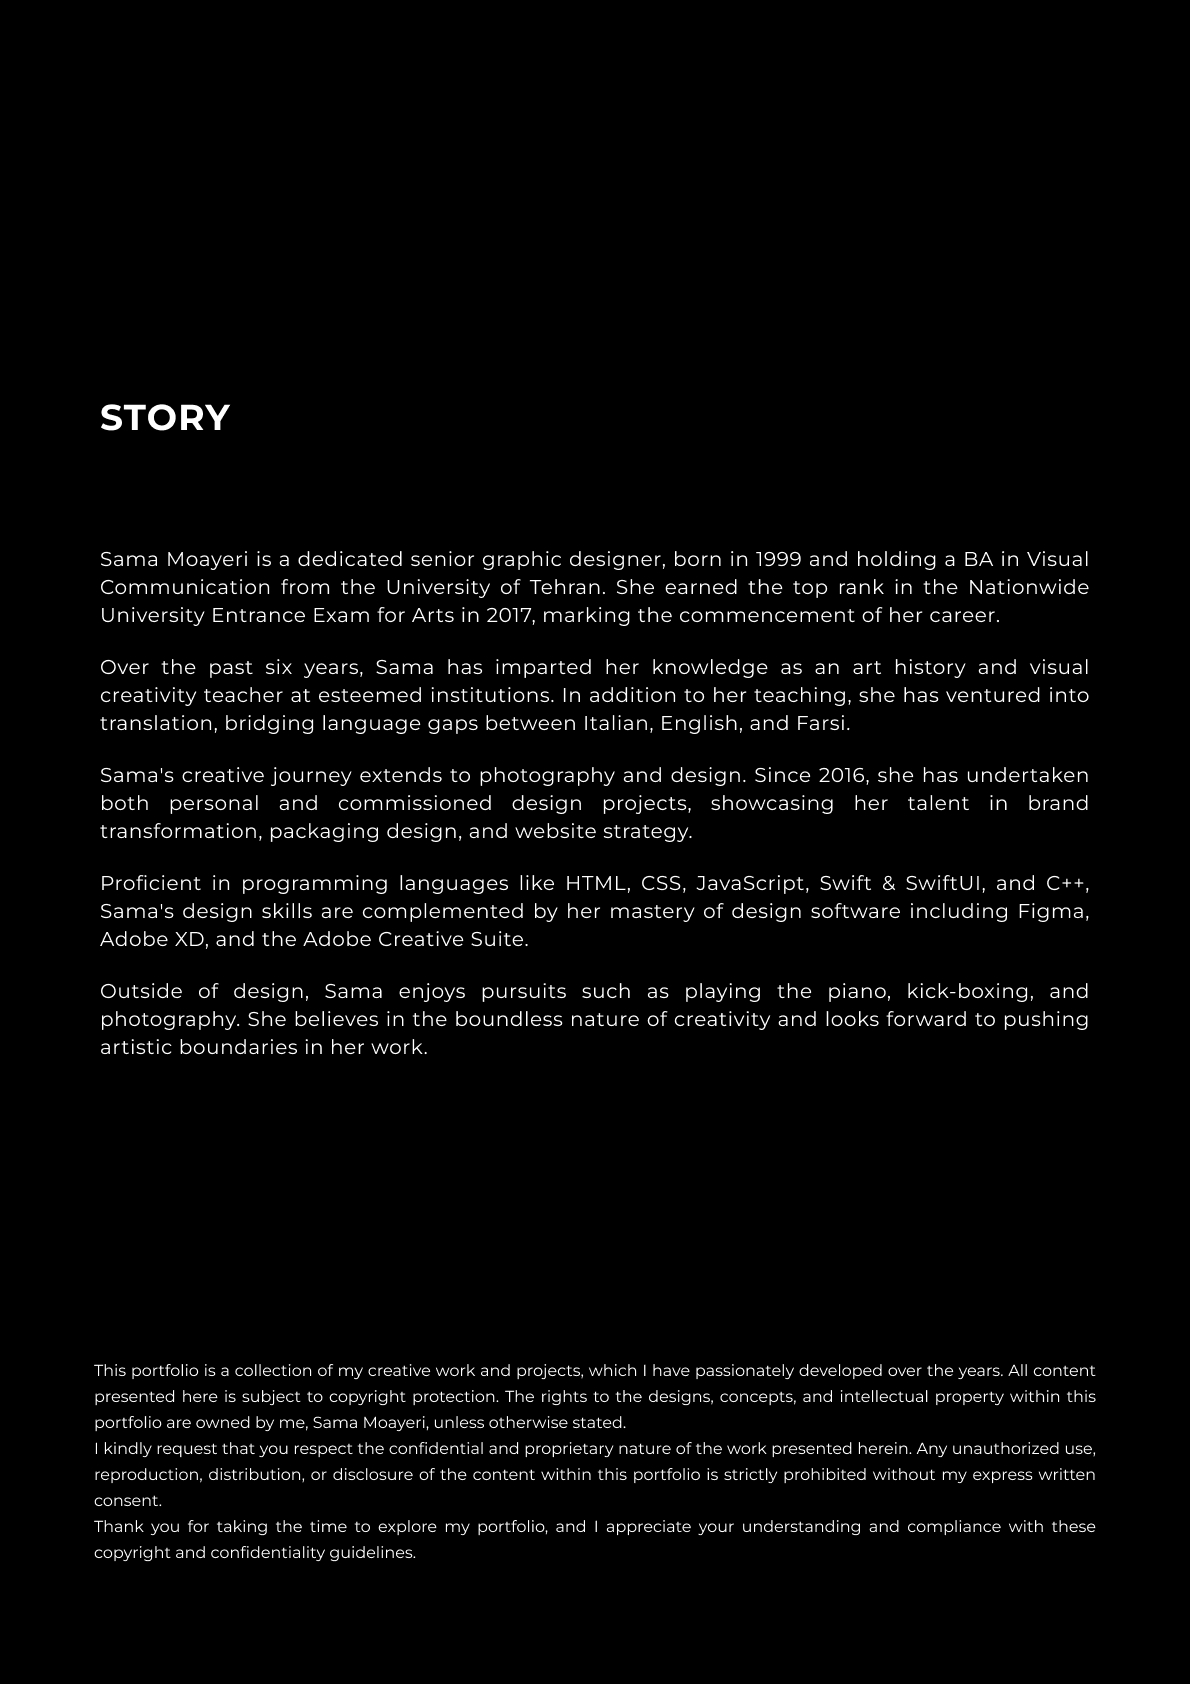 STORY
Sama Moayeri is a dedicated senior graphic designer, born in 1999 and holding a BA in Visual
Communication from the University of Tehran. She earned the top rank in the Nationwide
University Entrance Exam for Arts in 2017, marking the commencement of her career.
Over the past six years, Sama has imparted her knowledge as an art history and visual
creativity teacher at esteemed institutions. In addition to her teaching, she has ventured into
translation, bridging language gaps between Italian, English, and Farsi.
Sama's creative journey extends to photography and design. Since 2016, she has undertaken
both personal and commissioned design projects, showcasing her talent in brand
transformation, packaging design, and website strategy.
Proficient in programming languages like HTML, CSS, JavaScript, Swift & SwiftUI, and C++,
Sama's design skills are complemented by her mastery of design software including Figma,
Adobe XD, and the Adobe Creative Suite.
Outside of design, Sama enjoys pursuits such as playing the piano, kick-boxing, and
photography. She believes in the boundless nature of creativity and looks forward to pushing
artistic boundaries in her work.
This portfolio is a collection of my creative work and projects, which I have passionately developed over the years. All content
presented here is subject to copyright protection. The rights to the designs, concepts, and intellectual property within this
portfolio are owned by me, Sama Moayeri, unless otherwise stated.
I kindly request that you respect the confidential and proprietary nature of the work presented herein. Any unauthorized use,
reproduction, distribution, or disclosure of the content within this portfolio is strictly prohibited without my express written
consent.
Thank you for taking the time to explore my portfolio, and I appreciate your understanding and compliance with these
copyright and confidentiality guidelines.